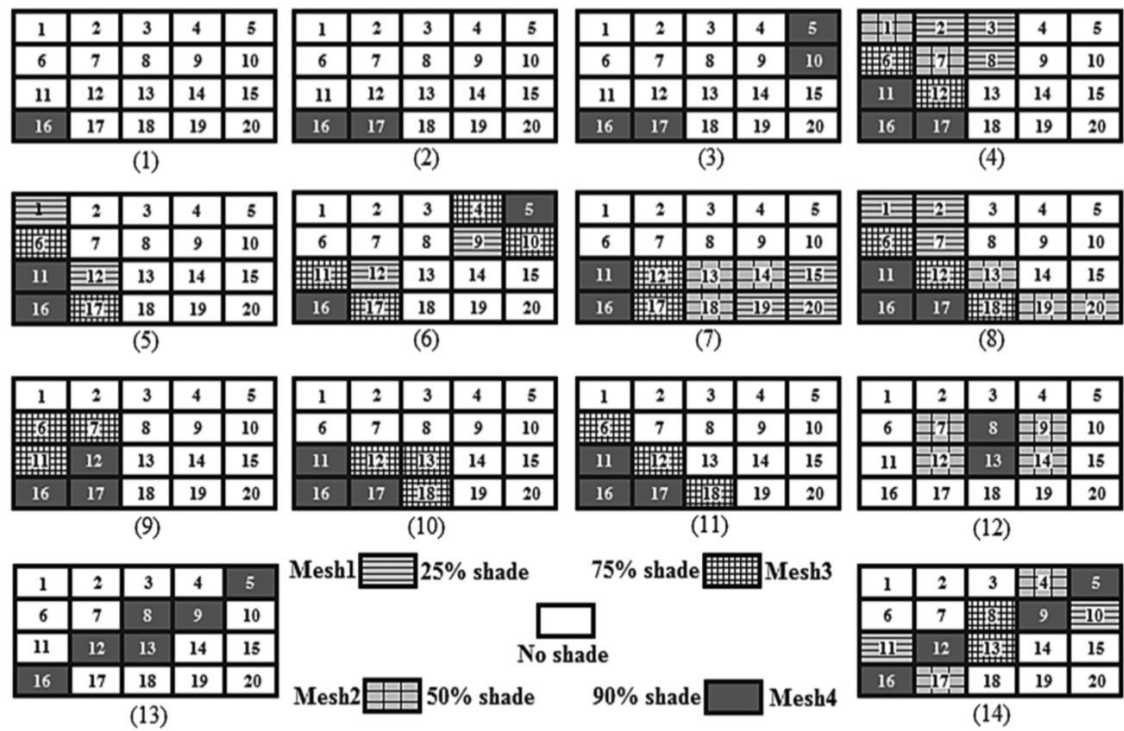 1 2 3 4 5 1 2 3 4 5 1 2 3 4 5 1 2 3 4 5
6 7 8 9 10 6 7 8 9 10 6 7 8 9 10 6 7 8 9 10
11 12 13 14 15 11 12 13 14 15 11 12 13 14 15 11 12 13 14 15
16 17 18 19 20 16 17 18 19 20 16 17 18 19 20 16 17 18 19 20
(1) (2) (3) (4)
1 2 3 4 5 1 2 3 4 5 1 2 3 4 5 1 2 3 4 5
6 7 8 9 10 6 7 8 9 10 6 7 8 9 10 6 7 8 9 10
11 12 13 14 15 11 12 13 14 15 11 12 13 14 15 11 12 13 14 15
16 17 18 19 20 16 17 18 19 20 16 17 18 19 20 16 17 18 19 20
(5) (6) (7) (8)
1 2 3 4 5 1 2 3 4 5 1 2 3 4 5 1 2 3 4 5
6 7 8 9 10 6 7 8 9 10 6 7 8 9 10 6 7 8 9 10
11 12 13 14 15 11 12 13 14 15 11 12 13 14 15 11 12 13 14 15
16 17 18 19 20 16 17 18 19 20 16 17 18 19 20 16 17 18 19 20
(9) (10) (11) (12)
1 2 3 4 5 Mesh1 25% shade 75% shade Mesh3 1 2 3 4 5
6 7 8 9 10 6 7 8 9 10
11 12 13 14 15 No shade 11 12 13 14 15
16 17 18 19 20 Mesh2 50% shade 90% shade Mesh4 16 17 18 19 20
(13) (14)